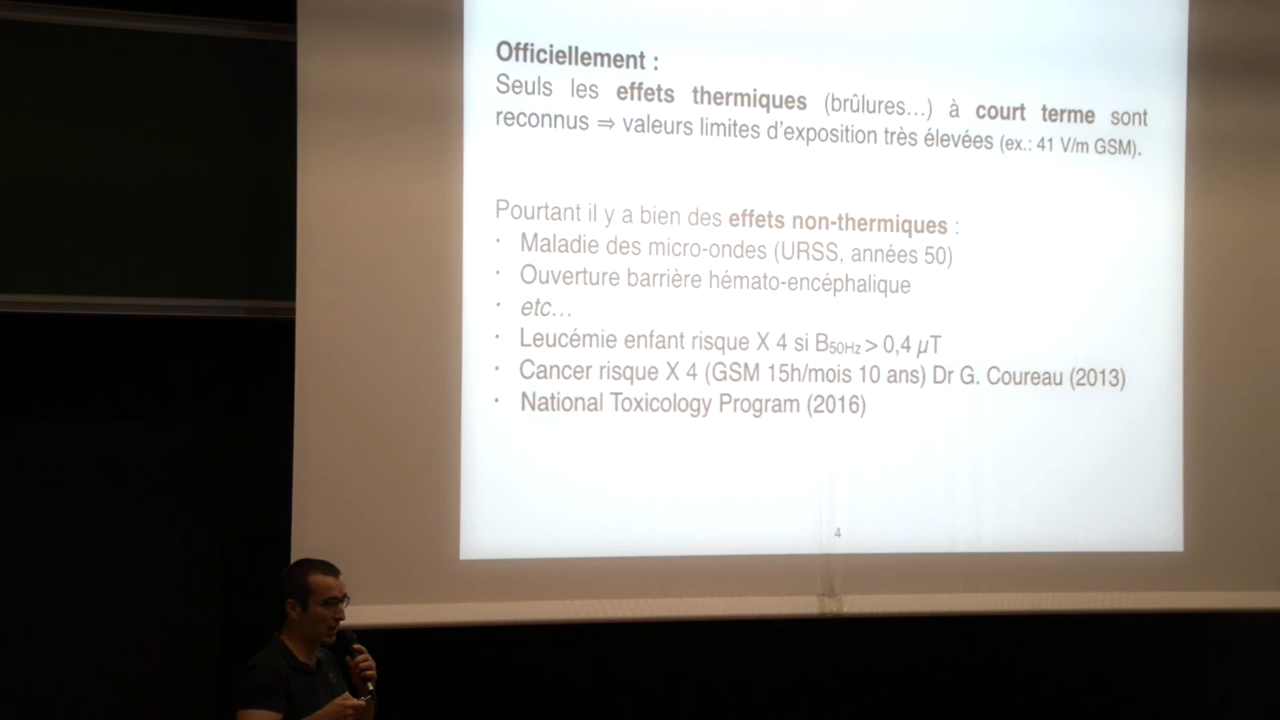 Officiellement :
Seuls les effets thermiques (brûlures...) à court terme sont
reconnus ⇒ valeurs limites d'exposition très élevées (ex.: 41 V/m GSM).
Pourtant il y a bien des effets non-thermiques :
· Maladie des micro-ondes (URSS, années 50)
· Ouverture barrière hémato-encéphalique
· etc...
· Leucémie enfant risque X 4 si B50Hz > 0,4 µT
· Cancer risque X 4 (GSM 15h/mois 10 ans) Dr G. Coureau (2013)
· National Toxicology Program (2016)
4